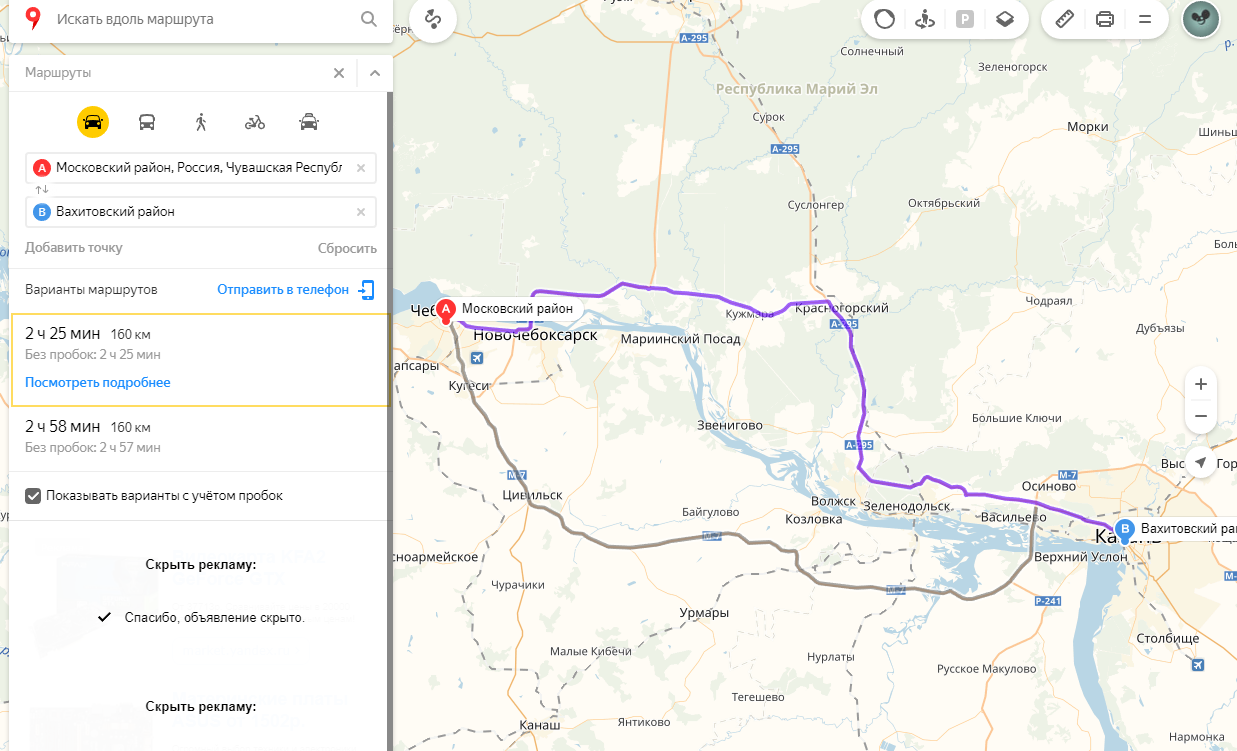 Искать вдоль маршрута
Маршруты
A Московский район, Россия, Чувашская Республ
B Вахитовский район
Добавить точку
Сбросить
Варианты маршрутов
Отправить в телефон
2 ч 25 мин 160 км
Без пробок: 2 ч 25 мин
Посмотреть подробнее
2 ч 58 мин 160 км
Без пробок: 2 ч 57 мин
Показывать варианты с учётом пробок
Скрыть рекламу:
Спасибо, объявление скрыто.
Скрыть рекламу:
P
А-295
Солнечный
Зеленогорск
Республика Марий Эл
Сурок
Морки
Шиньш
А-295
Суслонгер
Октябрьский
Боль
Чеб
A Московский район
Новочебоксарск
Мариинский Посад
Кужмара
Красногорский
А-295
Чодраял
Дубъязы
апсары
Кугеси
Звенигово
Большие Ключи
А-295
М-7
Цивильск
М-7
Осиново
Высо
Гор
Волжск
Зеленодольск
Васильево
Байгулово
Козловка
B Вахитовский рай
М-7
сноармейское
Верхний Услон
М-7
Чурачики
М-7
Р-241
Урмары
Столбище
Малые Кибечи
Нурлаты
Русское Макулово
Тегешево
Канаш
Янтиково
Нармонка